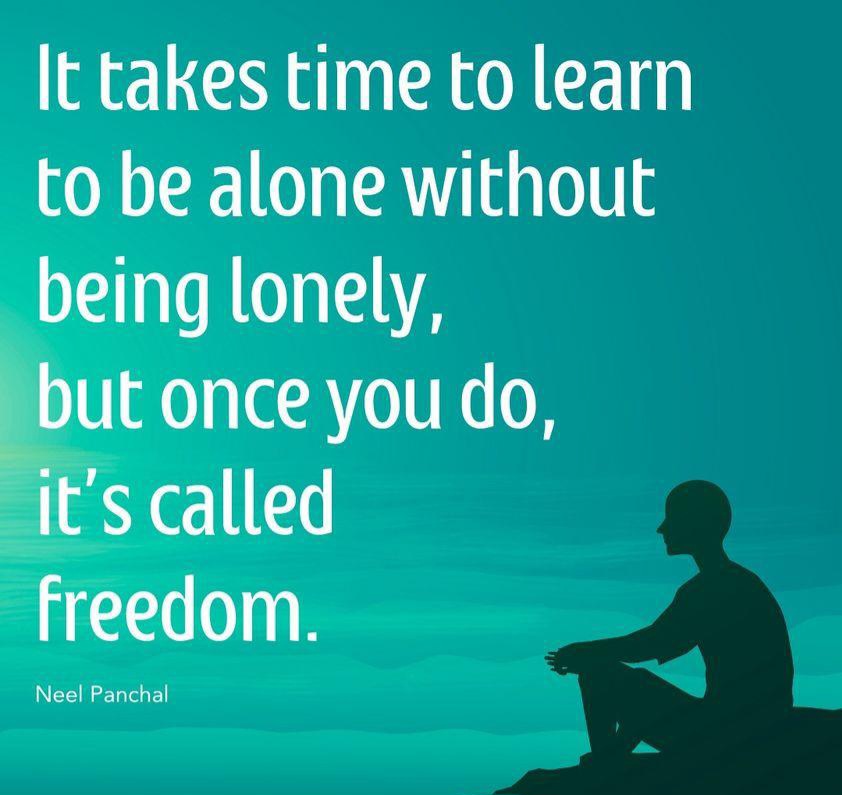 It takes time to learn
to be alone without
being lonely,
but once you do,
it's called
freedom.
Neel Panchal